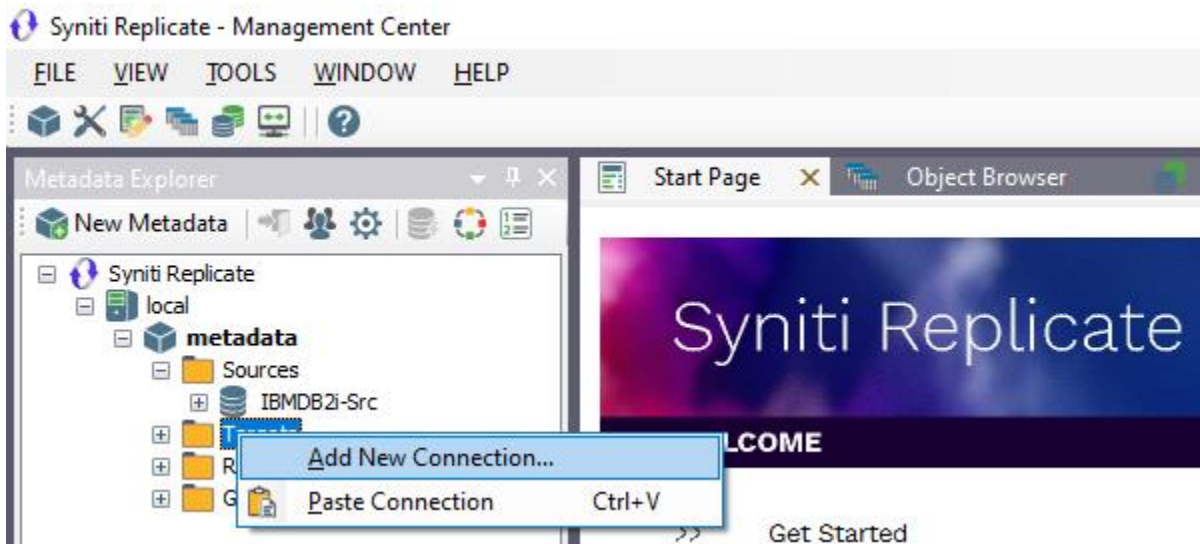 Syniti Replicate - Management Center
FILE VIEW TOOLS WINDOW HELP
Metadata Explorer
Start Page
Object Browser
New Metadata
Syniti Replicate
local
metadata
Sources
IBMDB2i-Src
R
G
Add New Connection...
Paste Connection Ctrl+V
Syniti Replicate
LCOME
>> Get Started